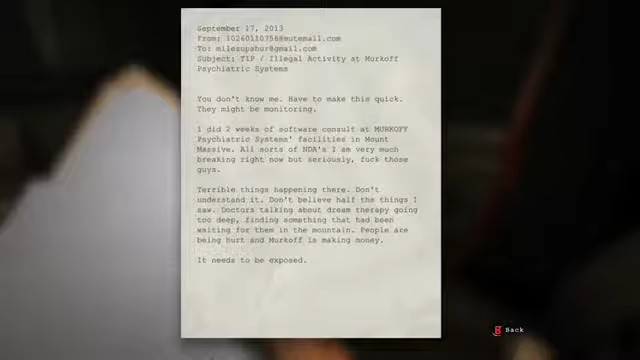 September 17, 2013
From: 10260110756@mutemail.com
To: milesupshur@gmail.com
Subject: TIP / Illegal Activity at Murkoff
Psychiatric Systems
You don't know me. Have to make this quick.
They might be monitoring.
I did 2 weeks of software consult at MURKOFF
Psychiatric Systems' facilities in Mount
Massive. All sorts of NDA's I am very much
breaking right now but seriously, fuck those
guys.
Terrible things happening there. Don't
understand it. Don't believe half the things I
saw. Doctors talking about dream therapy going
too deep, finding something that had been
waiting for them in the mountain. People are
being hurt and Murkoff is making money.
It needs to be exposed.
Back